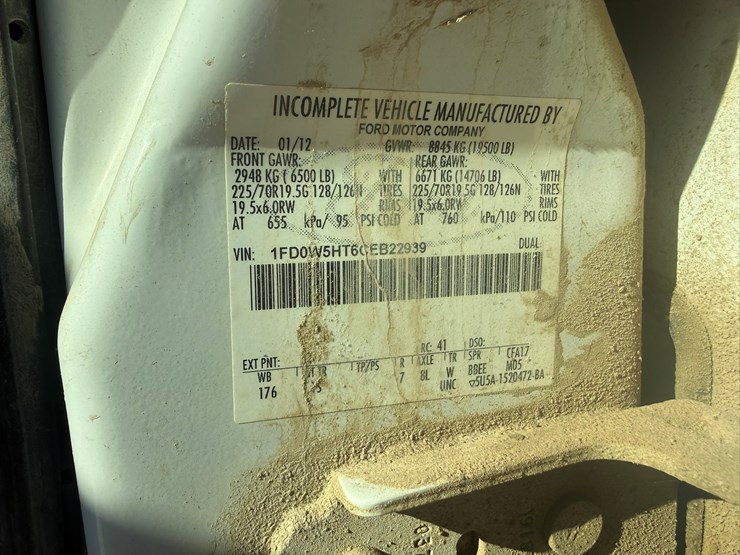 INCOMPLETE VEHICLE MANUFACTURED BY
FORD MOTOR COMPANY
DATE: 01/12 GVWR: 8845 KG (19500 LB)
FRONT GAWR: REAR GAWR:
2948 KG ( 6500 LB) WITH 6671 KG (14706 LB) WITH
225/70R19.5G 128/126N TIRES 225/70R19.5G 128/126N TIRES
19.5x6.0RW RIMS 19.5x6.0RW RIMS
AT 655 kPa/ 95 PSI COLD AT 760 kPa/110 PSI COLD
VIN: 1FD0W5HT6CEB22939 DUAL
RC: 41 DSO:
EXT PNT: TP/PS R AXLE TR SPR CFA17
WB 7 8L W BBEE MDS
176 UNC 5U5A-1520472-BA